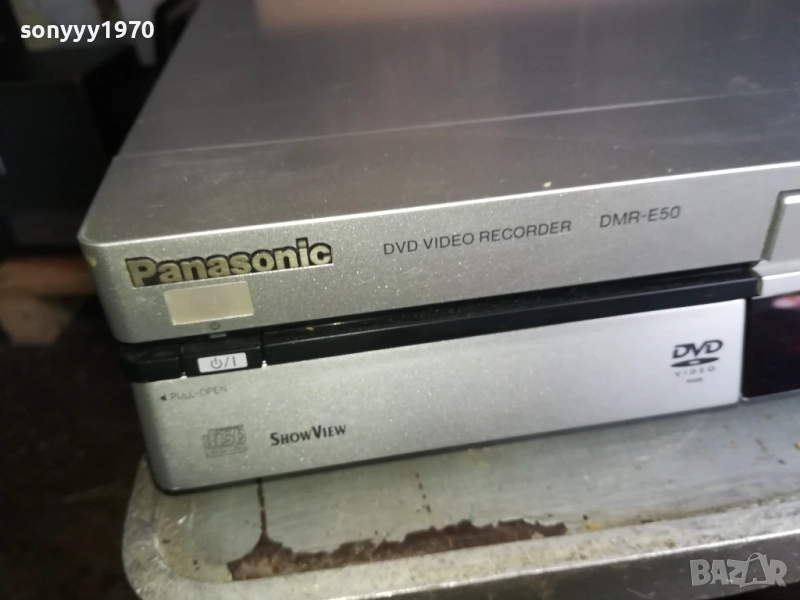 sonyyy1970
Panasonic
DVD VIDEO RECORDER DMR-E50
⏻/I
◄ PULL-OPEN
DVD
VIDEO
SHOWVIEW
BAZAR